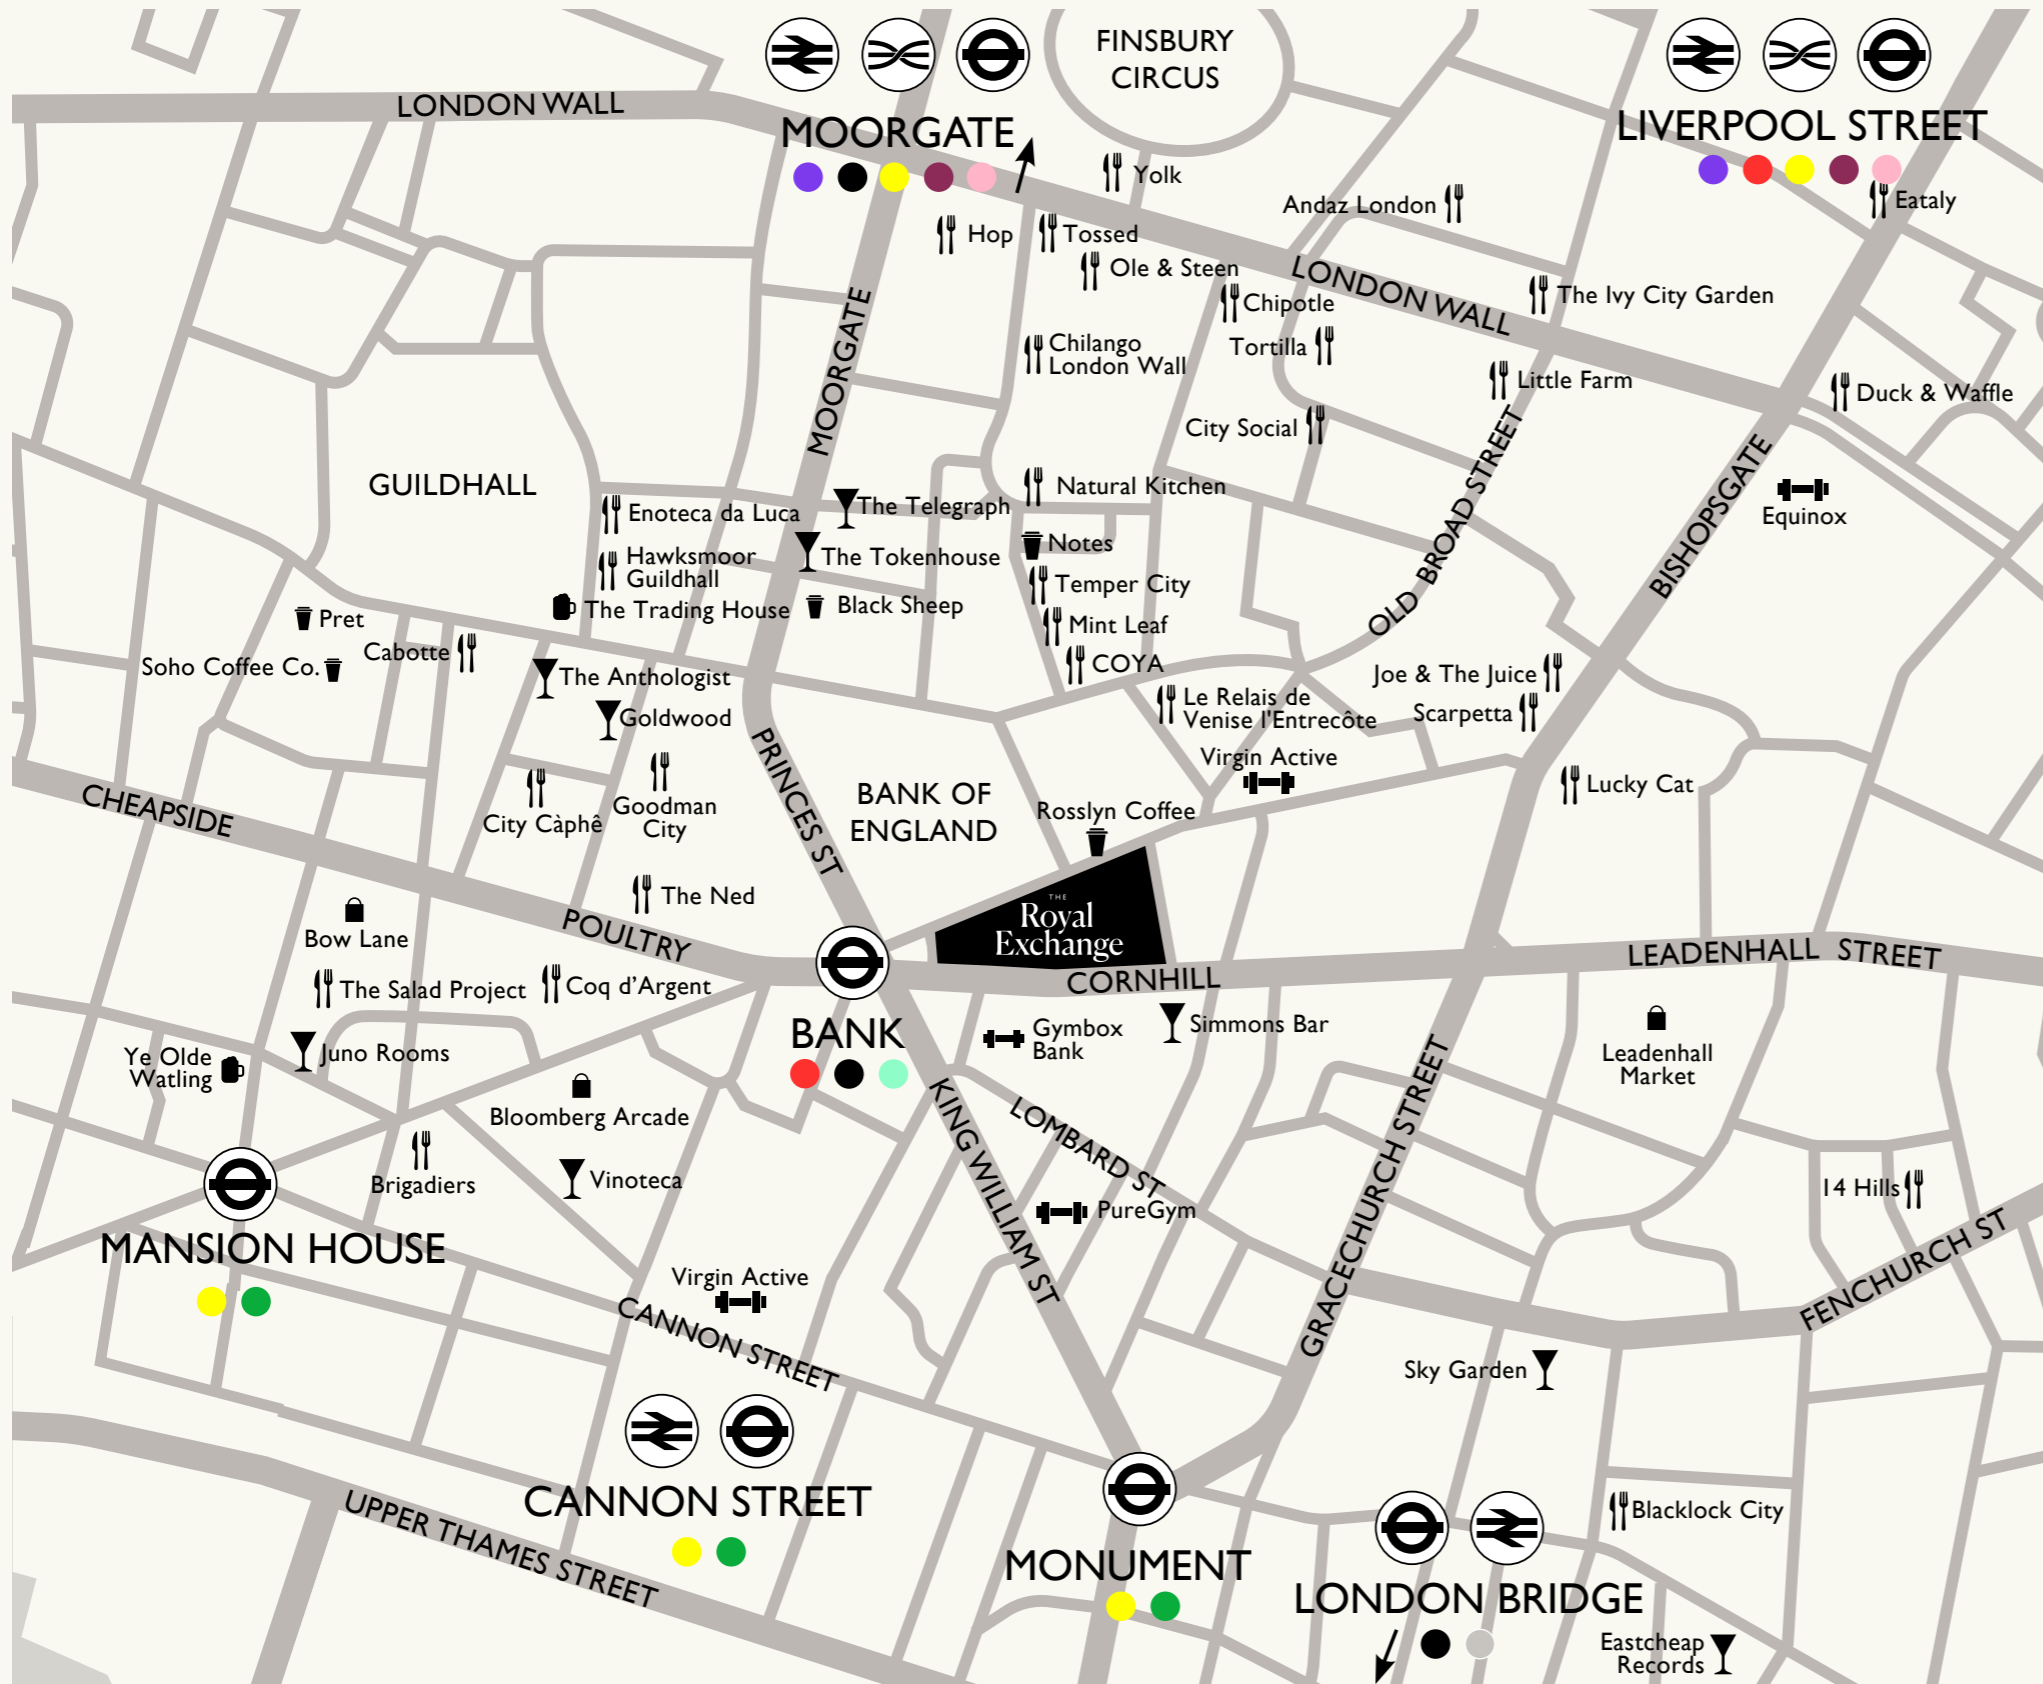 FINSBURY
CIRCUS
LONDON WALL
MOORGATE
LIVERPOOL STREET
Yolk
Andaz London
Eataly
Hop
Tossed
Ole & Steen
LONDON WALL
The Ivy City Garden
Chipotle
MOORGATE
Chilango
London Wall
Tortilla
Little Farm
Duck & Waffle
City Social
OLD BROAD STREET
BISHOPSGATE
GUILDHALL
Natural Kitchen
Equinox
Enoteca da Luca
The Telegraph
Hawksmoor
Guildhall
The Tokenhouse
Notes
Temper City
The Trading House
Black Sheep
Mint Leaf
Pret
Cabotte
Soho Coffee Co.
COYA
The Anthologist
Joe & The Juice
Le Relais de
Venise l'Entrecôte
Scarpetta
Goldwood
PRINCES ST
Virgin Active
Lucky Cat
CHEAPSIDE
City Càphê
Goodman
City
BANK OF
ENGLAND
Rosslyn Coffee
The Ned
THE
Royal
Exchange
POULTRY
Bow Lane
LEADENHALL STREET
CORNHILL
The Salad Project
Coq d’Argent
BANK
Gymbox
Bank
Simmons Bar
Leadenhall
Market
Ye Olde
Watling
Juno Rooms
Bloomberg Arcade
KING WILLIAM ST
LOMBARD ST
GRACECHURCH STREET
Brigadiers
Vinoteca
PureGym
14 Hills
MANSION HOUSE
FENCHURCH ST
Virgin Active
CANNON STREET
Sky Garden
CANNON STREET
UPPER THAMES STREET
Blacklock City
MONUMENT
LONDON BRIDGE
Eastcheap
Records